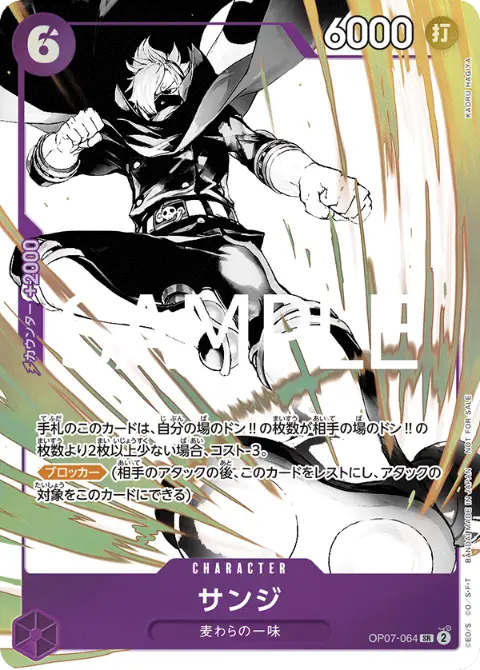 6
6000
打
KAORU HAGIYA
カウンター+2000
SAMPLE
手札のこのカードは、自分の場のドン!!の枚数が相手の場のドン!!の
枚数より2枚以上少ない場合、コスト-3。
ブロッカー (相手のアタックの後、このカードをレストにし、アタックの
対象をこのカードにできる)
NOT FOR SALE
BANDAI MADE IN JAPAN
©E.O/S ©O/S・F・T
CHARACTER
サンジ
麦わらの一味
OP07-064 SR 2